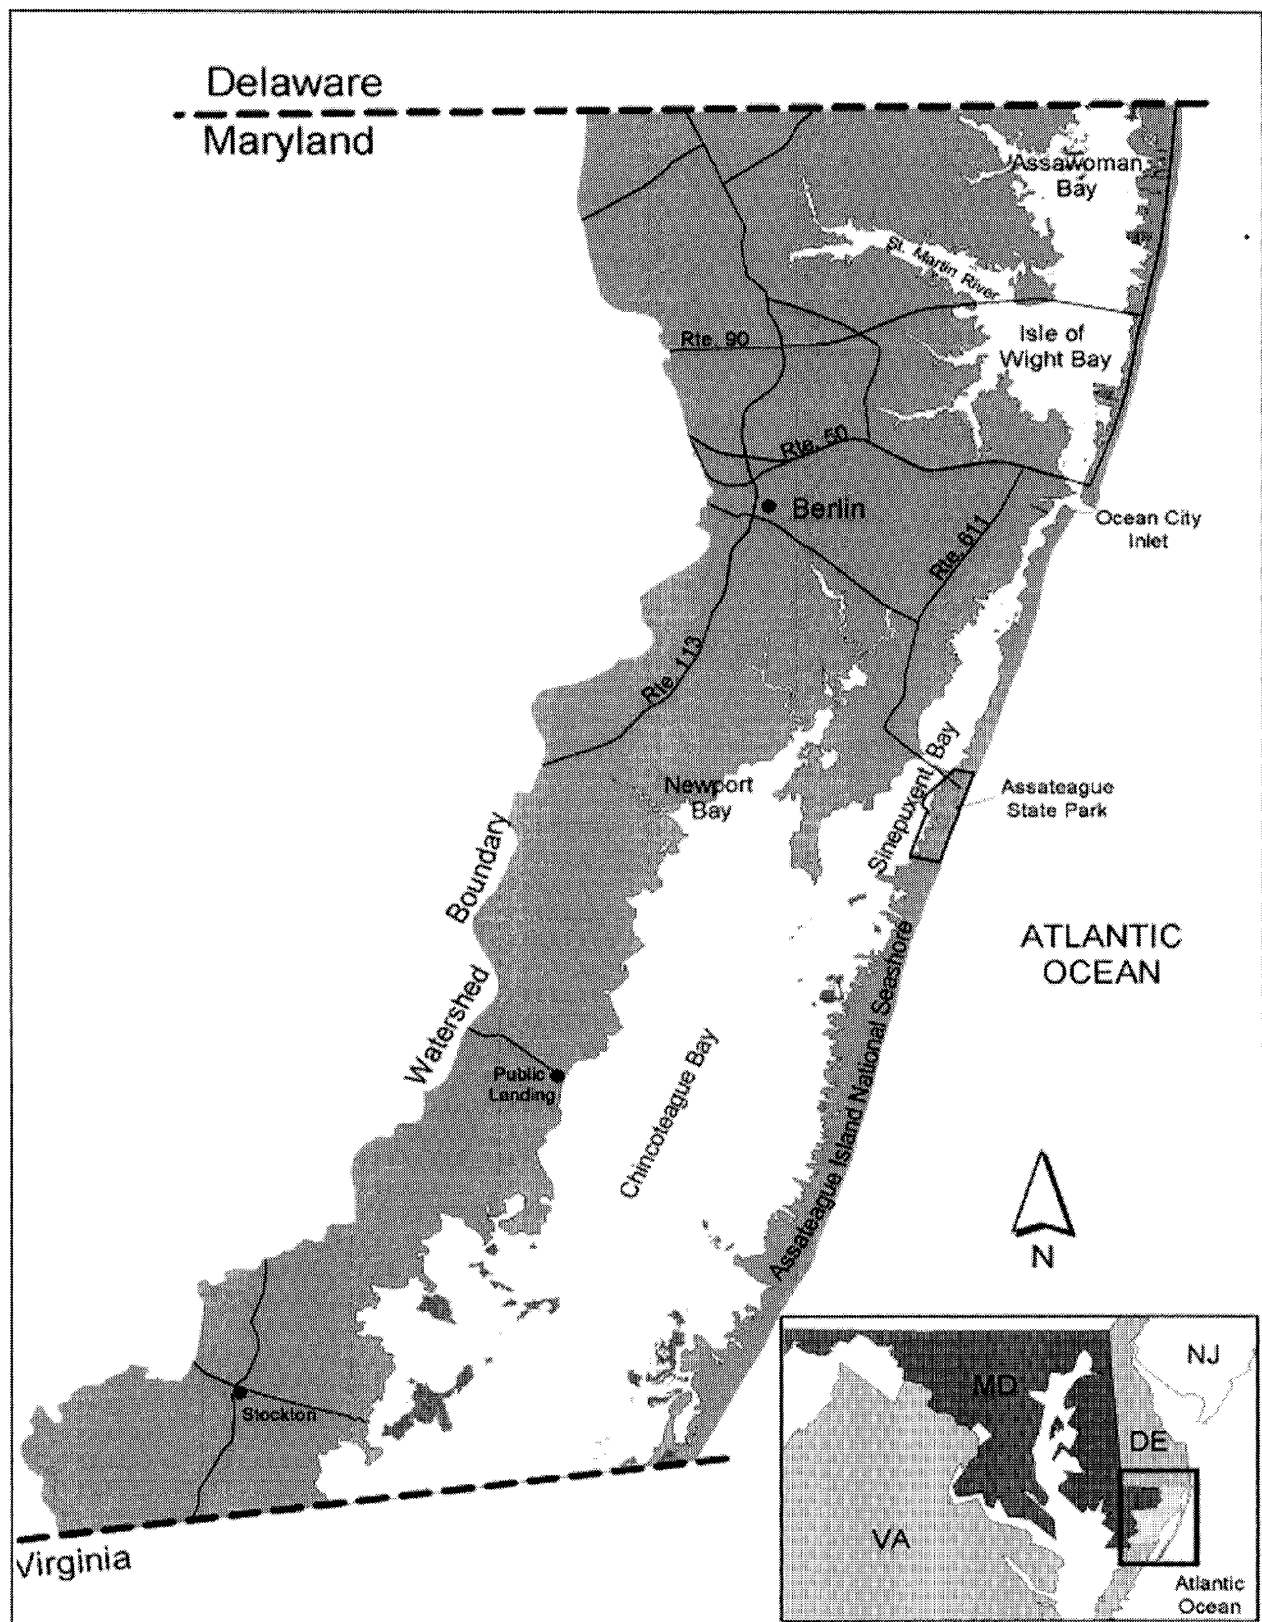 Delaware
Maryland
Assawoman
Bay
St. Martin River
Isle of
Wight Bay
Rte. 90
Rte. 50
Berlin
Ocean City
Inlet
Rte. 611
Rte. 113
Newport
Bay
Sinepuxent Bay
Assateague
State Park
Watershed Boundary
ATLANTIC
OCEAN
Assateague Island National Seashore
Chincoteague Bay
Public
Landing
N
Stockton
Virginia
NJ
MD
DE
VA
Atlantic
Ocean